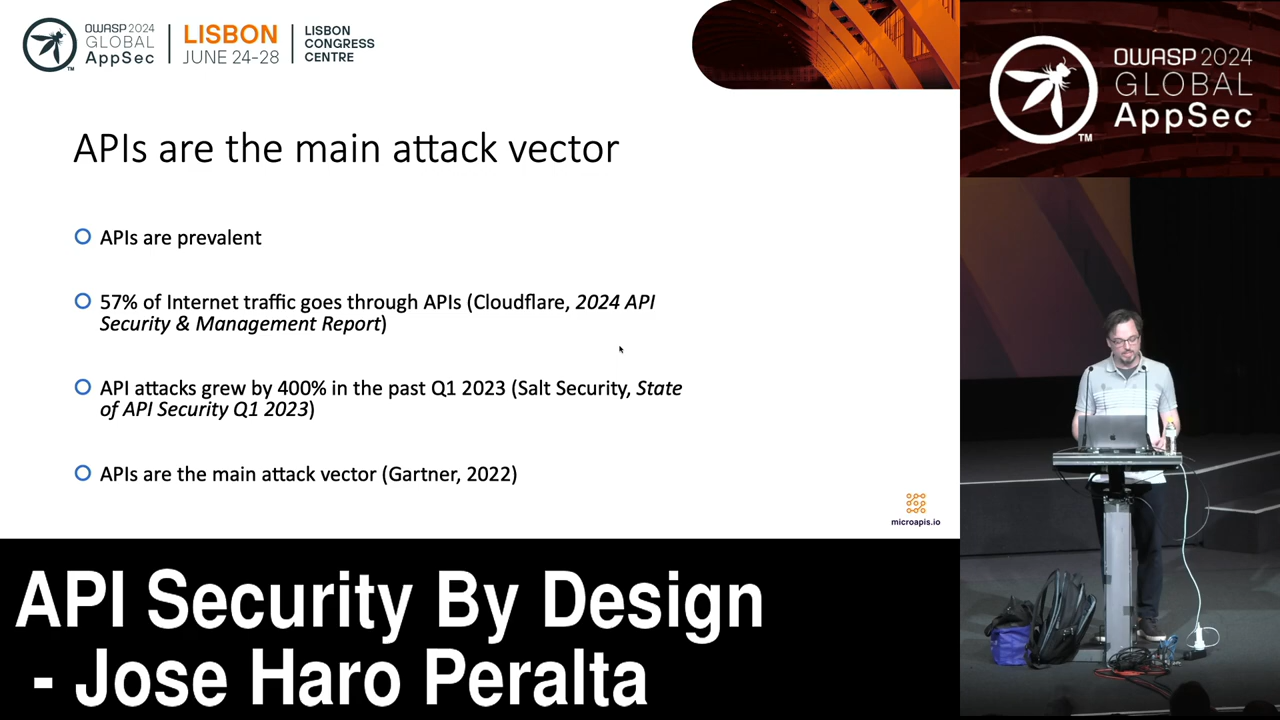 OWASP 2024
GLOBAL
AppSec
TM
LISBON
JUNE 24-28
LISBON
CONGRESS
CENTRE
APIs are the main attack vector
APIs are prevalent
57% of Internet traffic goes through APIs (Cloudflare, 2024 API
Security & Management Report)
API attacks grew by 400% in the past Q1 2023 (Salt Security, State
of API Security Q1 2023)
APIs are the main attack vector (Gartner, 2022)
microapis.io
OWASP 2024
GLOBAL
AppSec
TM
API Security By Design
- Jose Haro Peralta